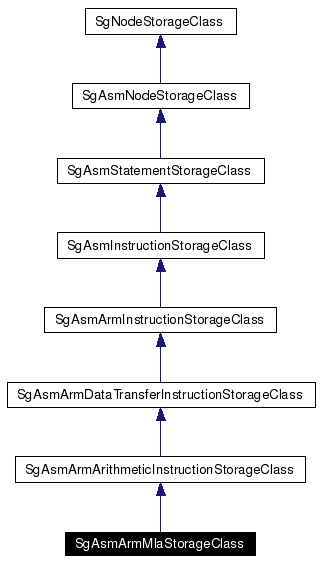 SgNodeStorageClass
SgAsmNodeStorageClass
SgAsmStatementStorageClass
SgAsmInstructionStorageClass
SgAsmArmInstructionStorageClass
SgAsmArmDataTransferInstructionStorageClass
SgAsmArmArithmeticInstructionStorageClass
SgAsmArmMlaStorageClass